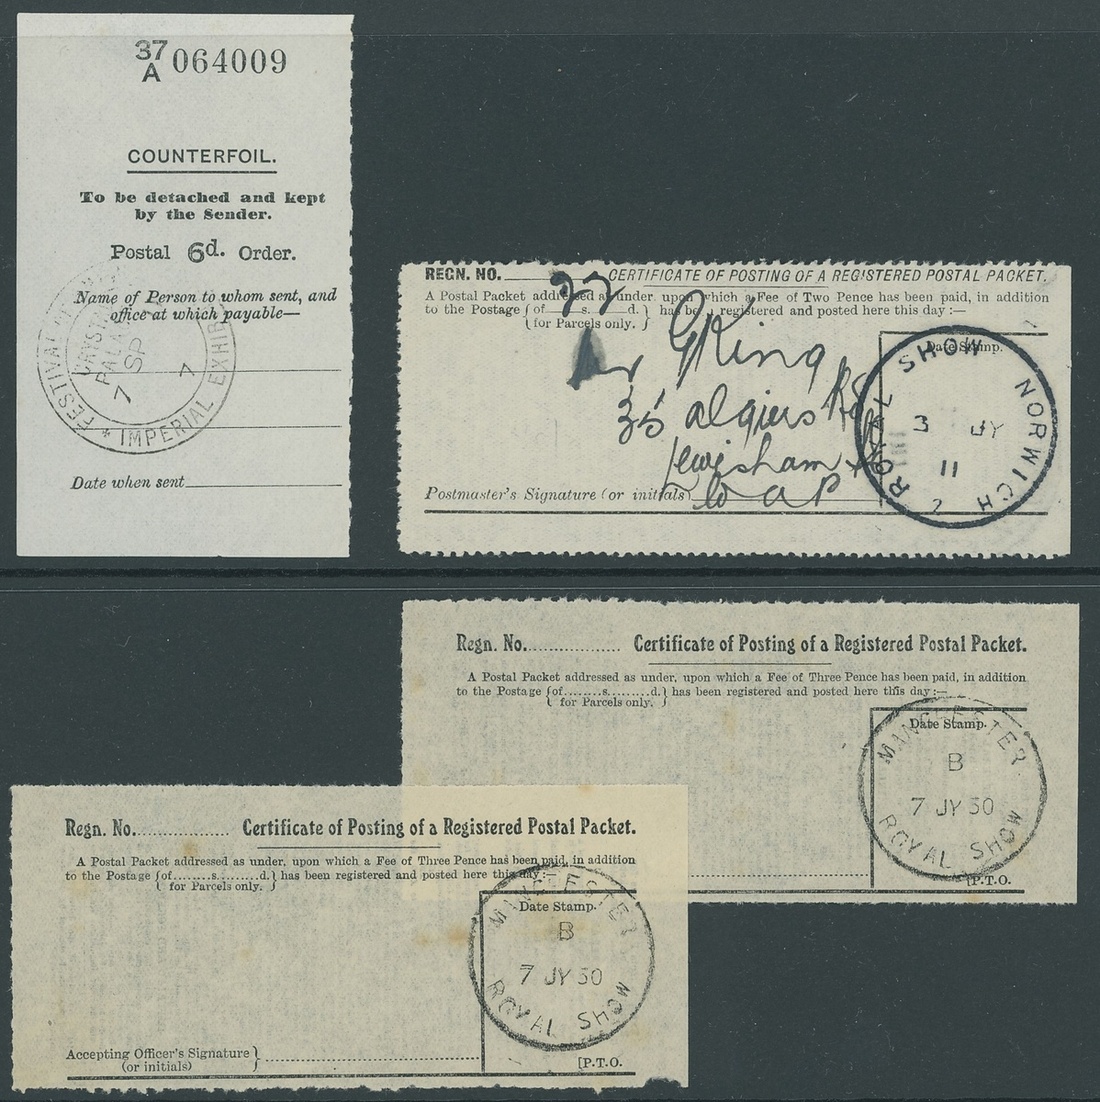 37
A 064009
COUNTERFOIL.
To be detached and kept
by the Sender.
Postal 6d. Order.
Name of Person to whom sent, and
office at which payable—
Date when sent
FESTIVAL OF
* IMPERIAL EXHIB
CRYSTAL
PALACE
SP
7 7
REGN. NO. 22 CERTIFICATE OF POSTING OF A REGISTERED POSTAL PACKET.
A Postal Packet addressed as under, upon which a Fee of Two Pence has been paid, in addition
to the Postage {of s. d.} has been registered and posted here this day :—
(for Parcels only.)
Date Stamp.
G King
35 algiers Rd
Lewisham
Postmaster's Signature (or initials)
ROYAL SHOW NORWICH
3 JY
11
2
Regn. No. Certificate of Posting of a Registered Postal Packet.
A Postal Packet addressed as under, upon which a Fee of Three Pence has been paid, in addition
to the Postage {of........s.........d.} has been registered and posted here this day :—
{ for Parcels only. }
Date Stamp.
MANCHESTER
B
7 JY 30
ROYAL SHOW
[P.T.O.
Regn. No. Certificate of Posting of a Registered Postal Packet.
A Postal Packet addressed as under, upon which a Fee of Three Pence has been paid, in addition
to the Postage {of........s.........d.} has been registered and posted here this day :—
{ for Parcels only. }
Date Stamp.
MANCHESTER
B
7 JY 30
ROYAL SHOW
Accepting Officer's Signature }
(or initials)
[P.T.O.